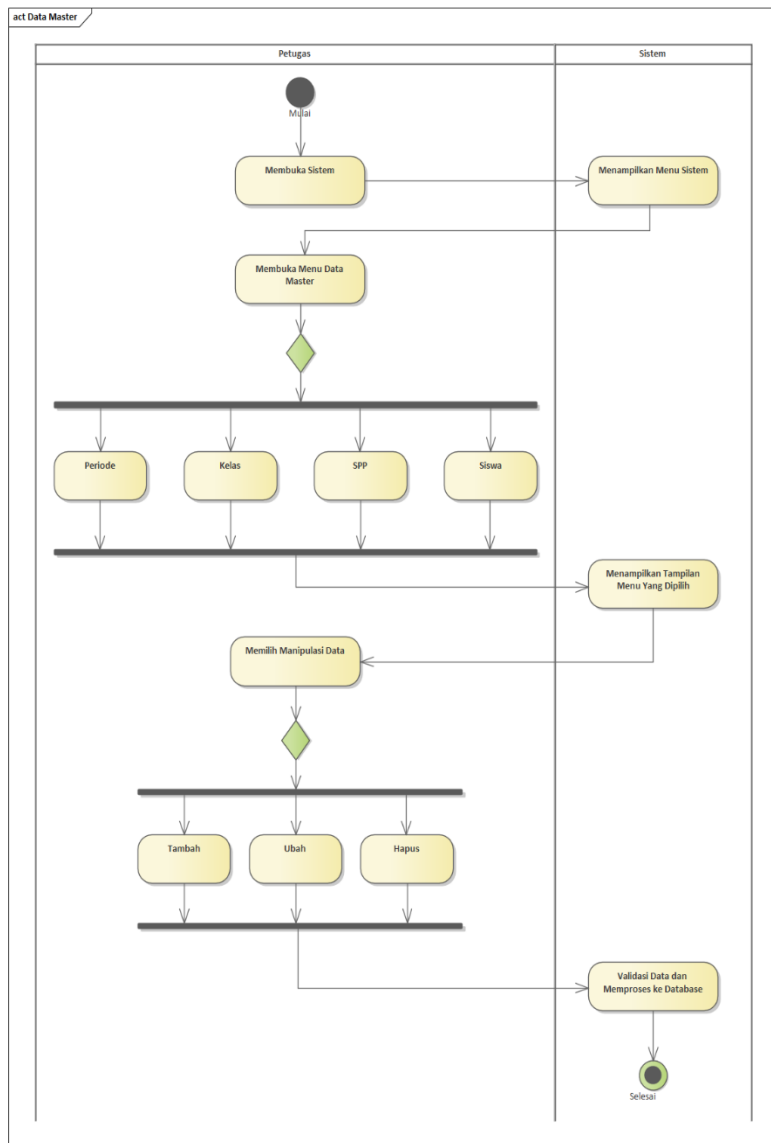 act Data Master
Petugas
Sistem
Mulai
Membuka Sistem
Menampilkan Menu Sistem
Membuka Menu Data
Master
Periode
Kelas
SPP
Siswa
Menampilkan Tampilan
Menu Yang Dipilih
Memilih Manipulasi Data
Tambah
Ubah
Hapus
Validasi Data dan
Memproses ke Database
Selesai